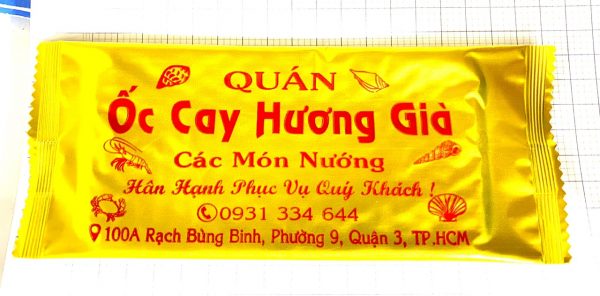 QUÁN
Ốc Cay Hương Già
Các Món Nướng
Hân Hạnh Phục Vụ Quý Khách !
0931 334 644
100A Rạch Bùng Binh, Phường 9, Quận 3, TP.HCM